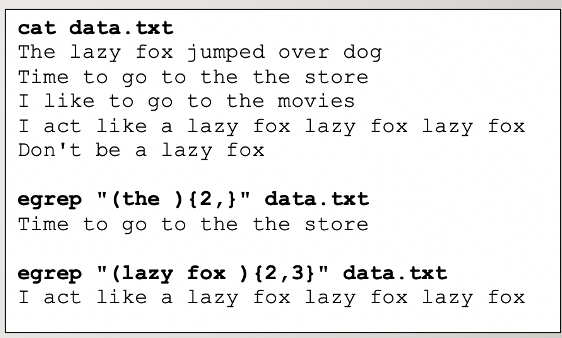 cat data.txt
The lazy fox jumped over dog
Time to go to the the store
I like to go to the movies
I act like a lazy fox lazy fox lazy fox
Don't be a lazy fox
egrep "(the ){2,}" data.txt
Time to go to the the store
egrep "(lazy fox ){2,3}" data.txt
I act like a lazy fox lazy fox lazy fox